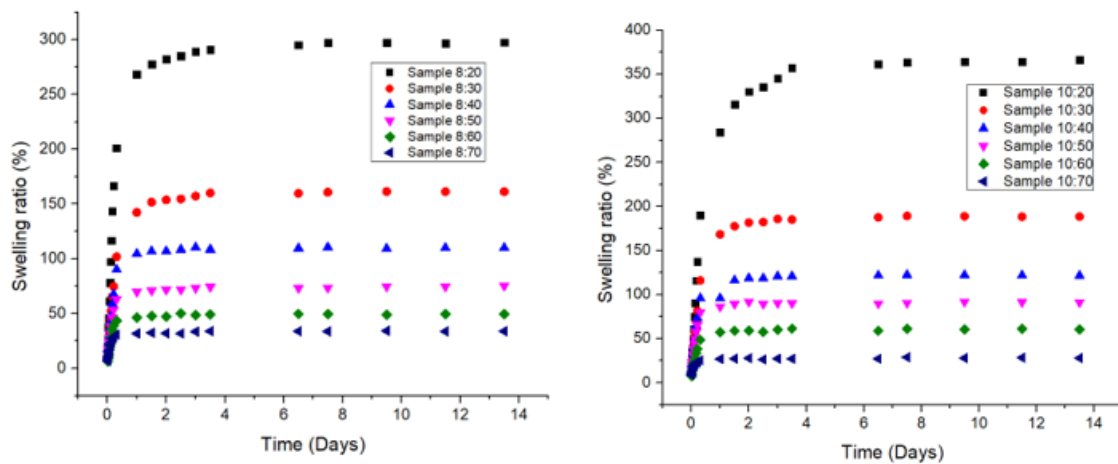 300
250
200
150
100
50
0
Swelling ratio (%)
Sample 8:20
Sample 8:30
Sample 8:40
Sample 8:50
Sample 8:60
Sample 8:70
0 2 4 6 8 10 12 14
Time (Days)
400
350
300
250
200
150
100
50
0
Swelling ratio (%)
Sample 10:20
Sample 10:30
Sample 10:40
Sample 10:50
Sample 10:60
Sample 10:70
0 2 4 6 8 10 12 14
Time (Days)